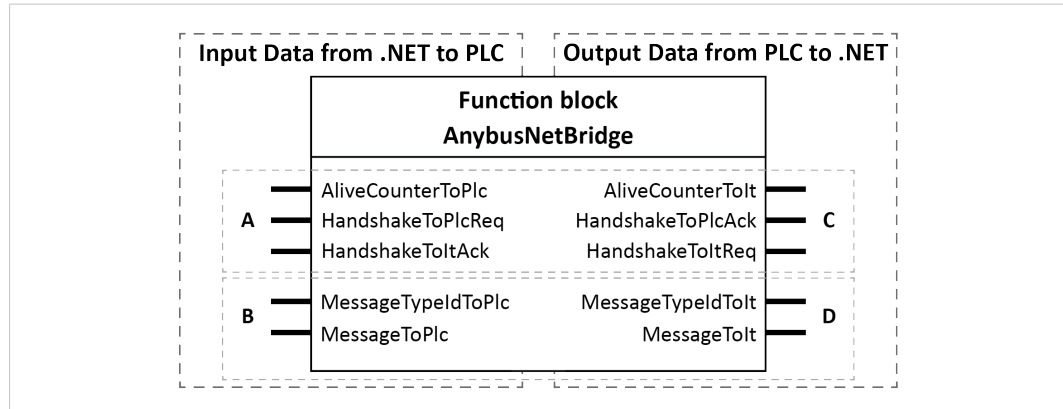 Input Data from .NET to PLC
Output Data from PLC to .NET
Function block
AnybusNetBridge
A
AliveCounterToPlc
HandshakeToPlcReq
HandshakeToItAck
AliveCounterToIt
HandshakeToPlcAck
HandshakeToItReq
C
B
MessageTypeIdToPlc
MessageToPlc
MessageTypeIdToIt
MessageToIt
D